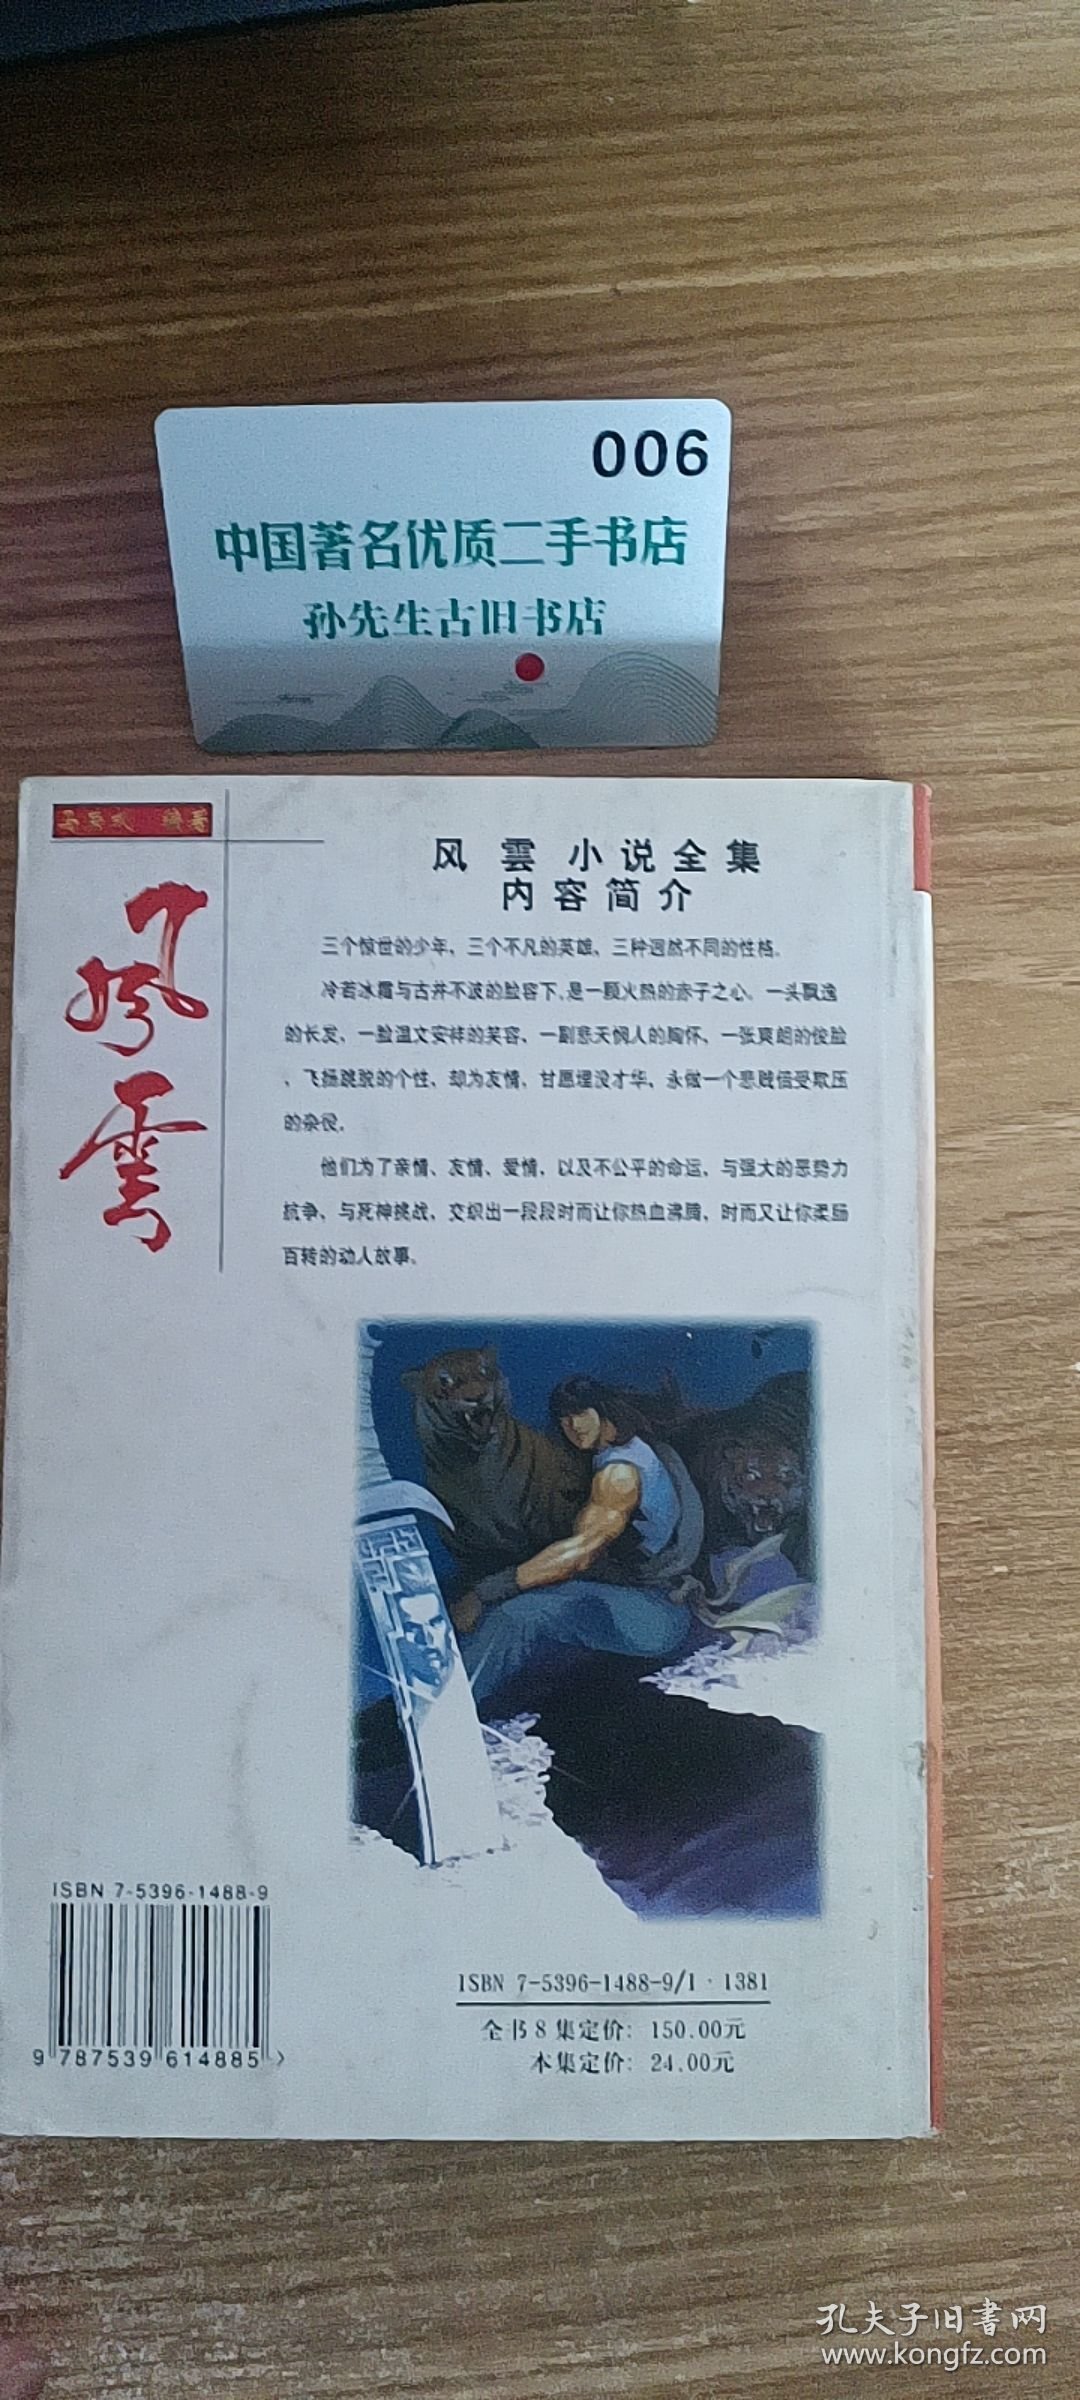 006
中国著名优质二手书店
孙先生古旧书店
马荣成 编著
风雲
风雲小说全集
内容简介
三个惊世的少年，三个不凡的英雄，三种迥然不同的性格。
冷若冰霜与古井不波的脸容下，是一颗火热的赤子之心。一头飘逸
的长发，一脸温文安祥的笑容，一副悲天悯人的胸怀，一张爽朗的俊脸
，飞扬跳脱的个性，却为友情，甘愿埋没才华，永做一个卑贱倍受欺压
的杂役。
他们为了亲情、友情、爱情，以及不公平的命运，与强大的恶势力
抗争，与死神挑战，交织出一段段时而让你热血沸腾，时而又让你柔肠
百转的动人故事。
ISBN 7-5396-1488-9
9 787539 614885 >
ISBN 7-5396-1488-9/I · 1381
全书8集定价：150.00元
本集定价：24.00元
孔夫子旧書网
www.kongfz.com